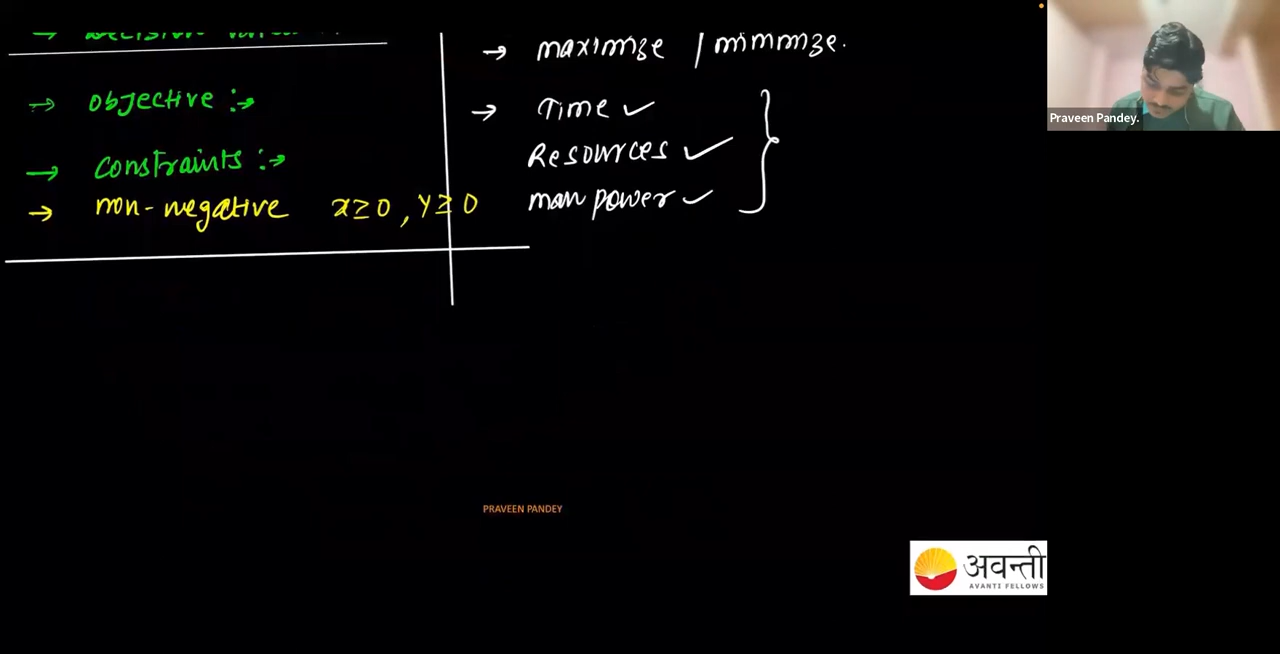 → maximize / minimize.
→ objective :→
→ Time ✓
Resources ✓
→ constraints :→
man power ✓
→ non-negative x≥0, y≥0
Praveen Pandey.
PRAVEEN PANDEY
अवन्ती
AVANTI FELLOWS